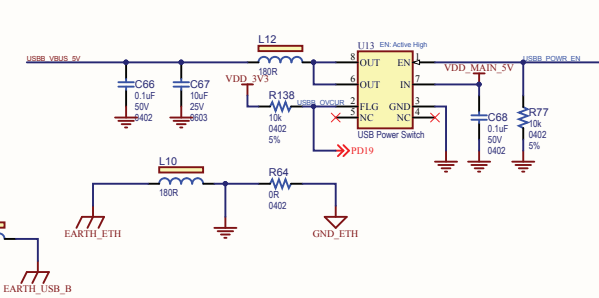 L12
U13 EN: Active High
USBB_VBUS_5V
8 OUT EN 1
USBB_POWR_EN
180R
VDD_MAIN_5V
C66
0.1uF
50V
0402
C67
10uF
25V
0603
VDD_3V3
6 OUT IN 7
R138
10k
0402
5%
USBB_OVCUR
2 FLG GND 3
5 NC NC 4
USB Power Switch
C68
0.1uF
50V
0402
R77
10k
0402
5%
PD19
L10
180R
R64
0R
0402
EARTH_ETH
GND_ETH
EARTH_USB_B